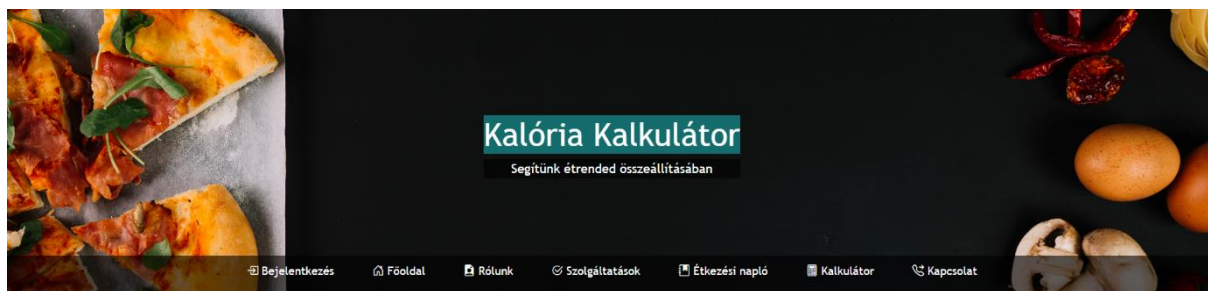 Kalória Kalkulátor
Segítünk étrended összeállításában
Bejelentkezés Főoldal Rólunk Szolgáltatások Étkezési napló Kalkulátor Kapcsolat